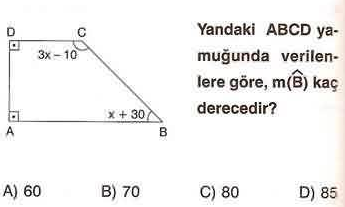 D C
3x – 10
x + 30
A B
Yandaki ABCD ya-
muğunda verilen-
lere göre, m(B̂) kaç
derecedir?
A) 60 B) 70 C) 80 D) 85